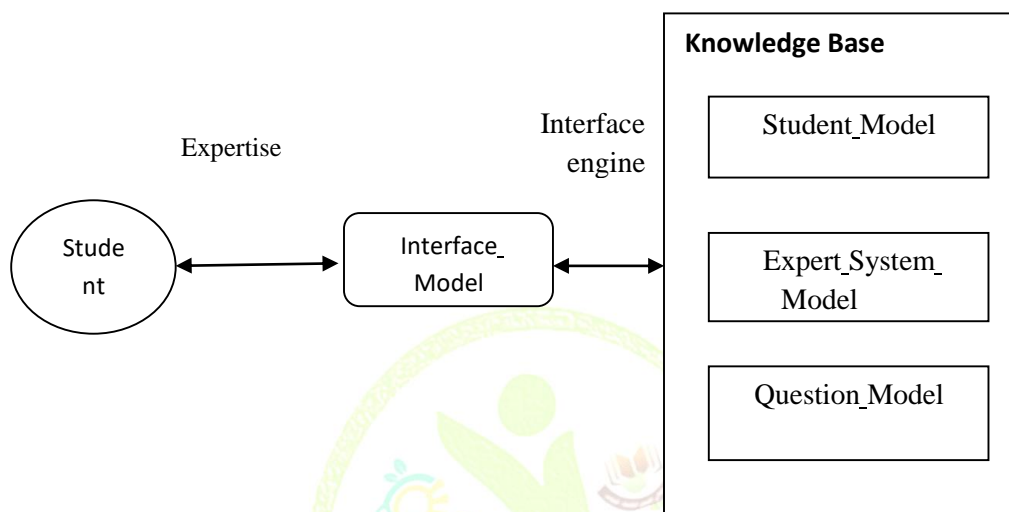 Knowledge Base
Student_Model
Interface
engine
Expertise
Stude
nt
Interface_
Model
Expert_System_
Model
Question_Model